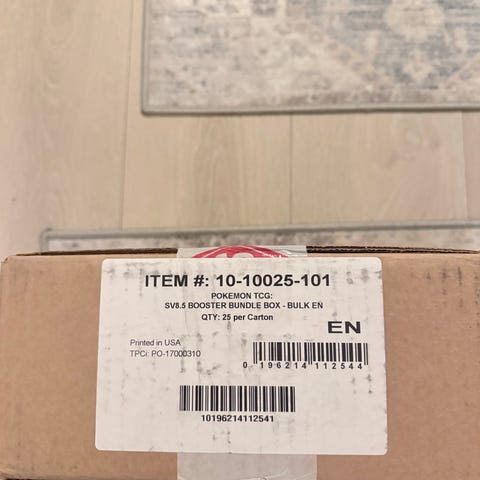 ITEM #: 10-10025-101
POKEMON TCG:
SV8.5 BOOSTER BUNDLE BOX - BULK EN
QTY: 25 per Carton
EN
Printed in USA
TPCi: PO-17000310
0 196214 112544
10196214112541